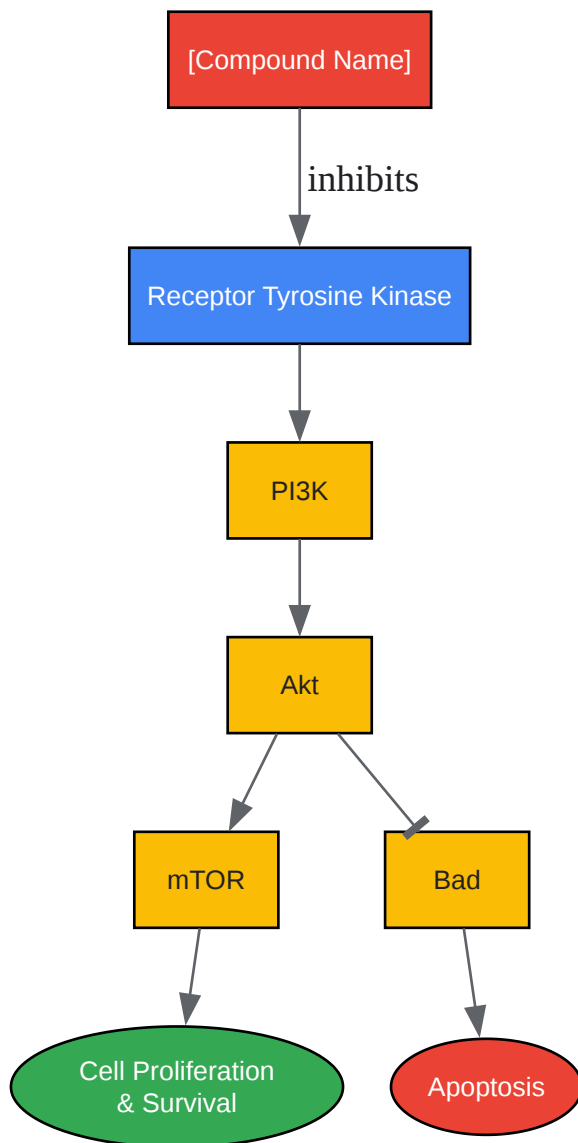 [Compound Name]
inhibits
Receptor Tyrosine Kinase
PI3K
Akt
mTOR
Bad
Cell Proliferation
& Survival
Apoptosis